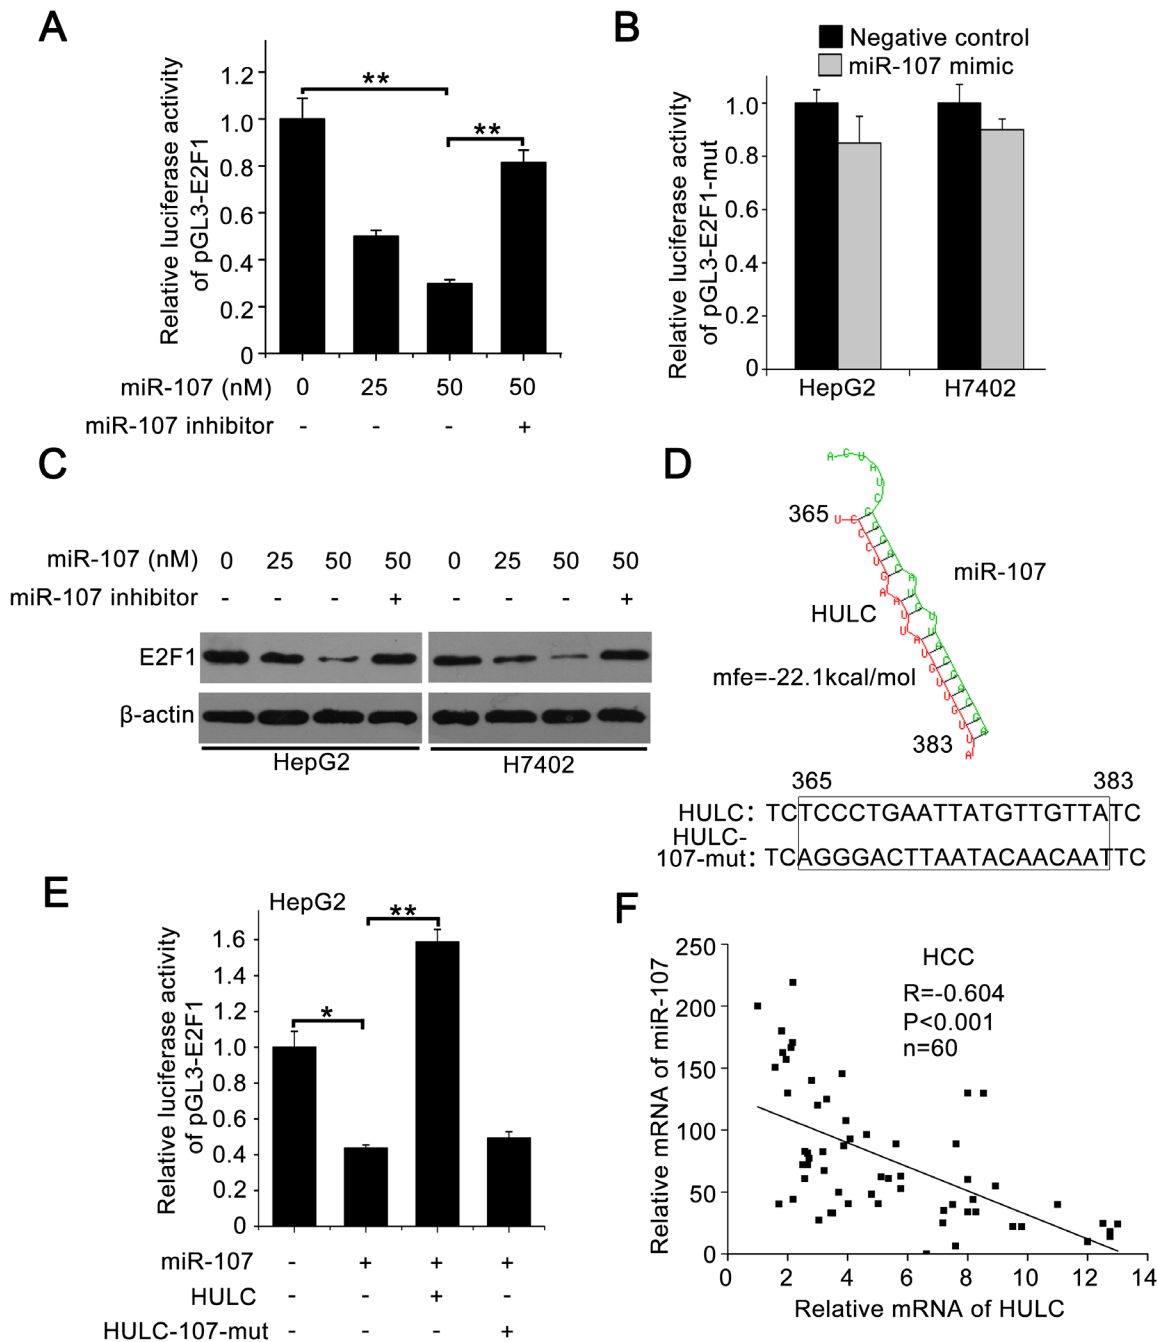 A
Relative luciferase activity
of pGL3-E2F1
1.2
1.0
0.8
0.6
0.4
0.2
0
**
**
miR-107 (nM) 0 25 50 50
miR-107 inhibitor - - - +
B
Negative control
miR-107 mimic
Relative luciferase activity
of pGL3-E2F1-mut
1.0
0.8
0.6
0.4
0.2
0
HepG2 H7402
C
miR-107 (nM) 0 25 50 50 0 25 50 50
miR-107 inhibitor - - - + - - - +
E2F1
β-actin
HepG2 H7402
D
365
miR-107
HULC
mfe=-22.1kcal/mol
383
365 383
HULC: TCTCCCTGAATTATGTTGTTATC
HULC-
107-mut: TCAGGGACTTAATACAACAATTC
E
HepG2
Relative luciferase activity
of pGL3-E2F1
1.6
1.4
1.2
1.0
0.8
0.6
0.4
0.2
0
*
**
miR-107 - + + +
HULC - - + -
HULC-107-mut - - - +
F
Relative mRNA of miR-107
250
200
150
100
50
0
HCC
R=-0.604
P<0.001
n=60
0 2 4 6 8 10 12 14
Relative mRNA of HULC